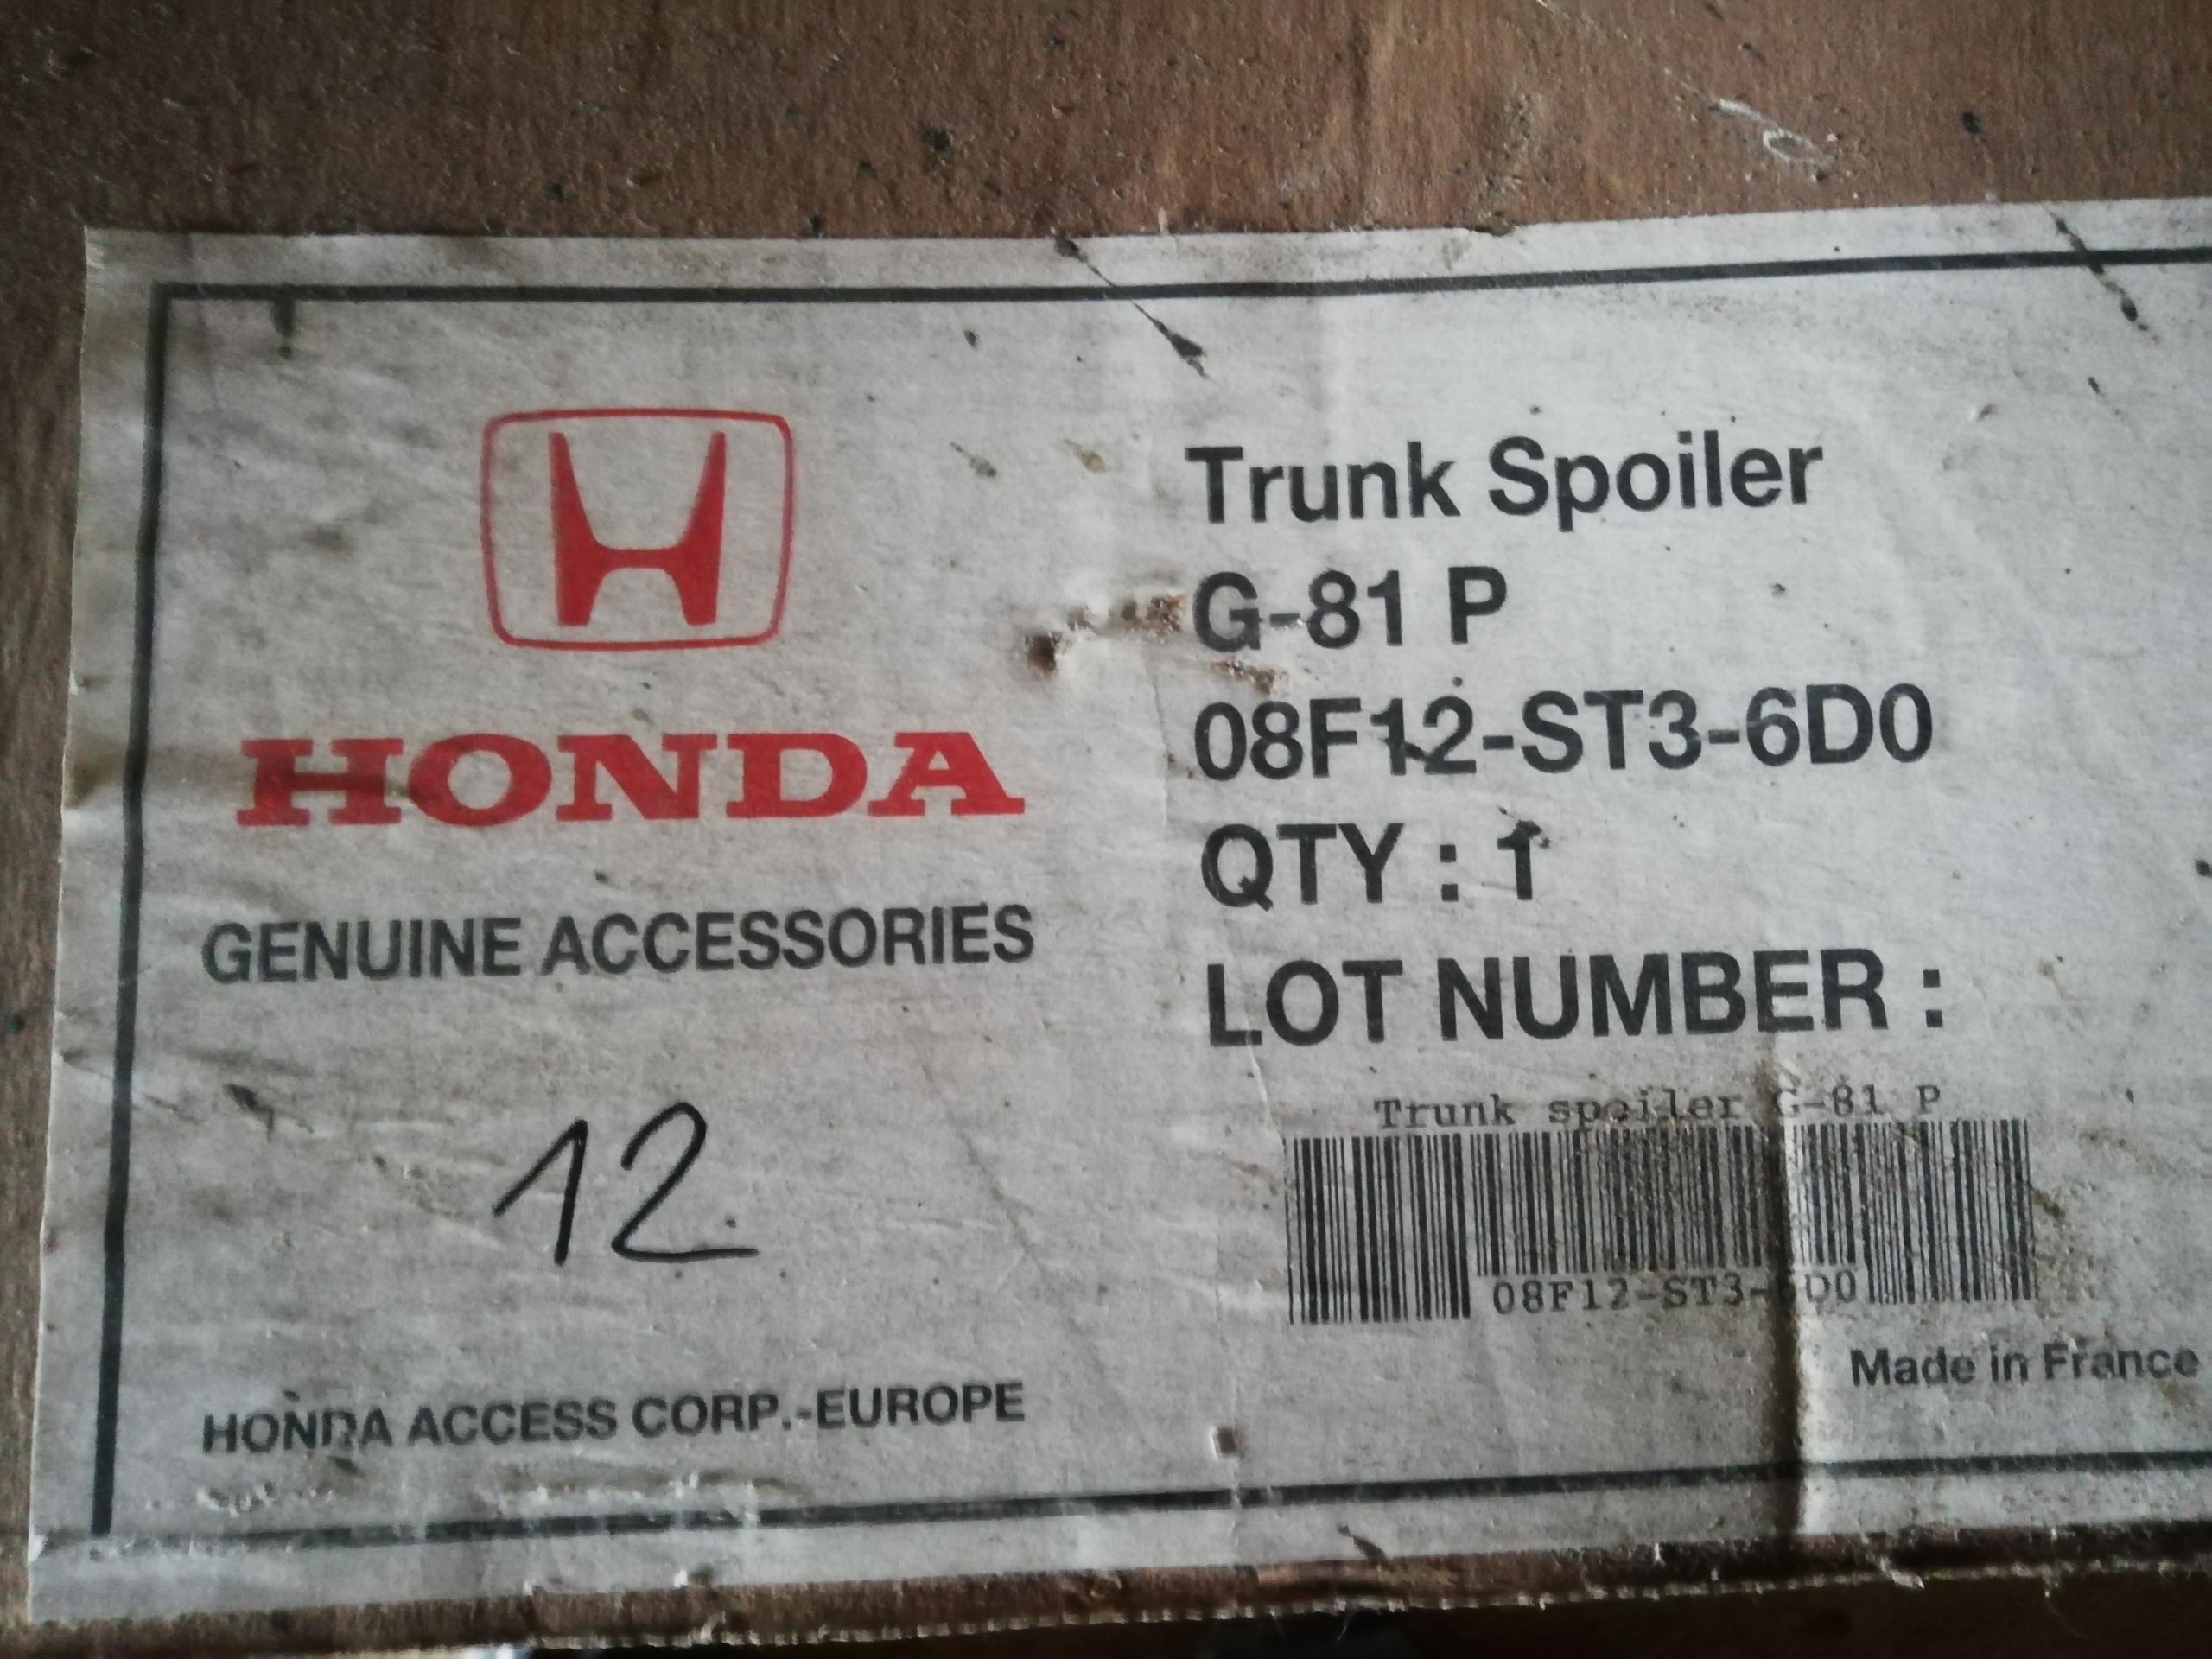 HONDA
GENUINE ACCESSORIES
12
HONDA ACCESS CORP.-EUROPE
Trunk Spoiler
G-81 P
08F12-ST3-6D0
QTY : 1
LOT NUMBER :
Trunk spoiler G-81 P
08F12-ST3-6D0
Made in France